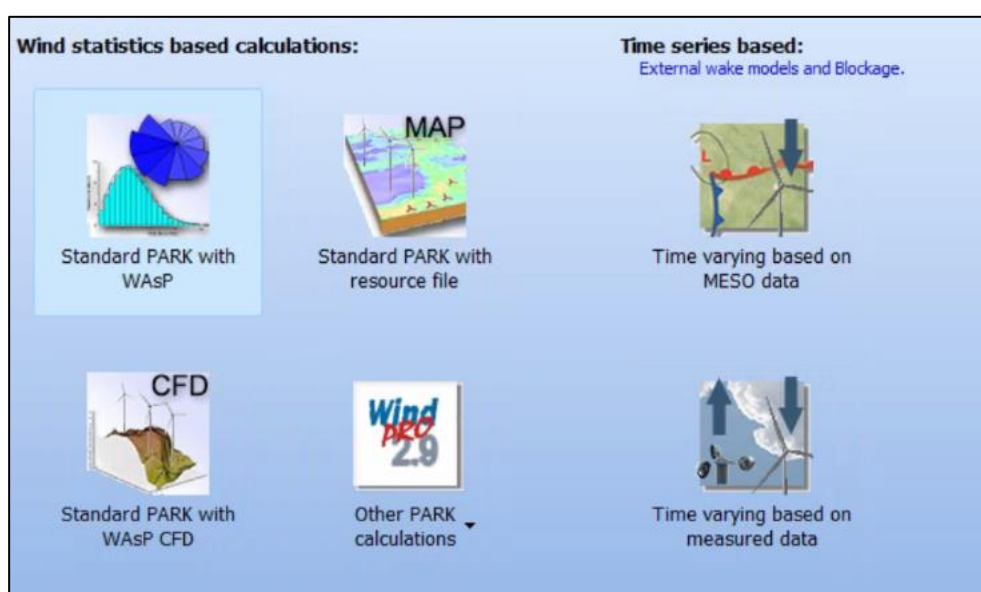 Wind statistics based calculations:
Time series based:
External wake models and Blockage.
MAP
Standard PARK with
WAsP
Standard PARK with
resource file
L
Time varying based on
MESO data
CFD
Wind
PRO
2.9
Standard PARK with
WAsP CFD
Other PARK
calculations
Time varying based on
measured data